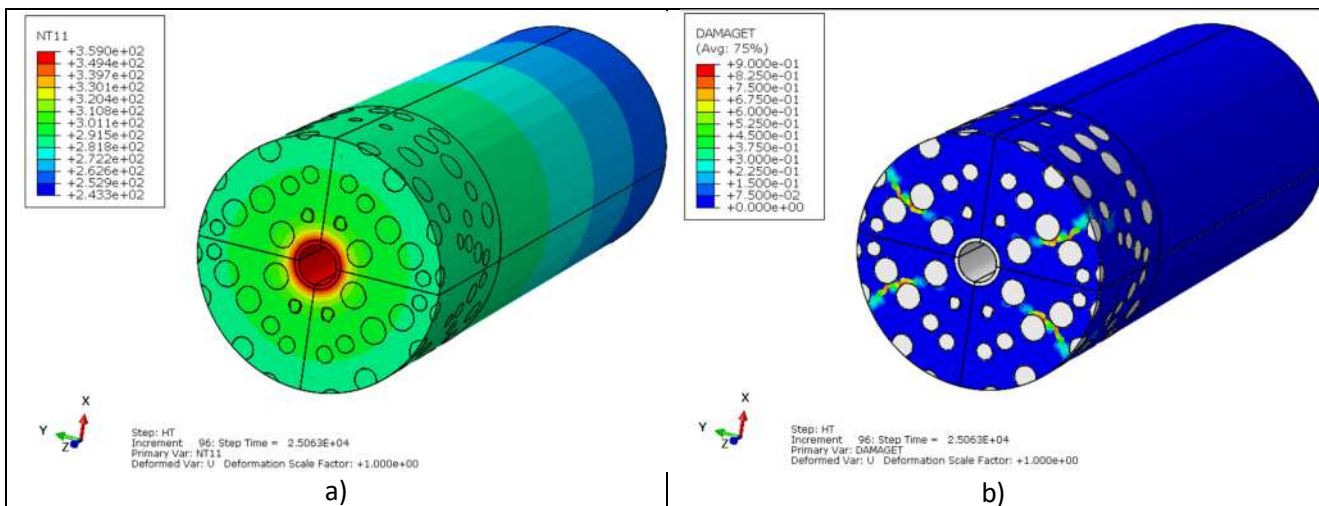 NT11
+3.590e+02
+3.494e+02
+3.397e+02
+3.301e+02
+3.204e+02
+3.108e+02
+3.011e+02
+2.915e+02
+2.818e+02
+2.722e+02
+2.626e+02
+2.529e+02
+2.433e+02
X
Y
Z
Step: HT
Increment 96: Step Time = 2.5063E+04
Primary Var: NT11
Deformed Var: U Deformation Scale Factor: +1.000e+00
a)
DAMAGET
(Avg: 75%)
+9.000e-01
+8.250e-01
+7.500e-01
+6.750e-01
+6.000e-01
+5.250e-01
+4.500e-01
+3.750e-01
+3.000e-01
+2.250e-01
+1.500e-01
+7.500e-02
+0.000e+00
X
Y
Z
Step: HT
Increment 96: Step Time = 2.5063E+04
Primary Var: DAMAGET
Deformed Var: U Deformation Scale Factor: +1.000e+00
b)